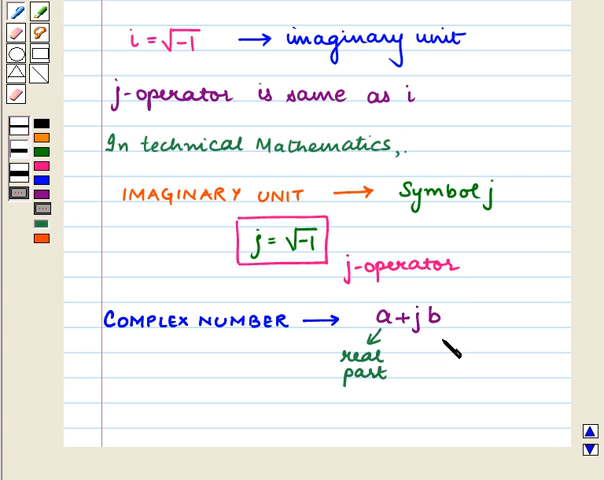 i = √-1 → imaginary unit
j-operator is same as i
In technical Mathematics,.
IMAGINARY UNIT → Symbol j
j = √-1
j-operator
COMPLEX NUMBER → a + j b
real
part